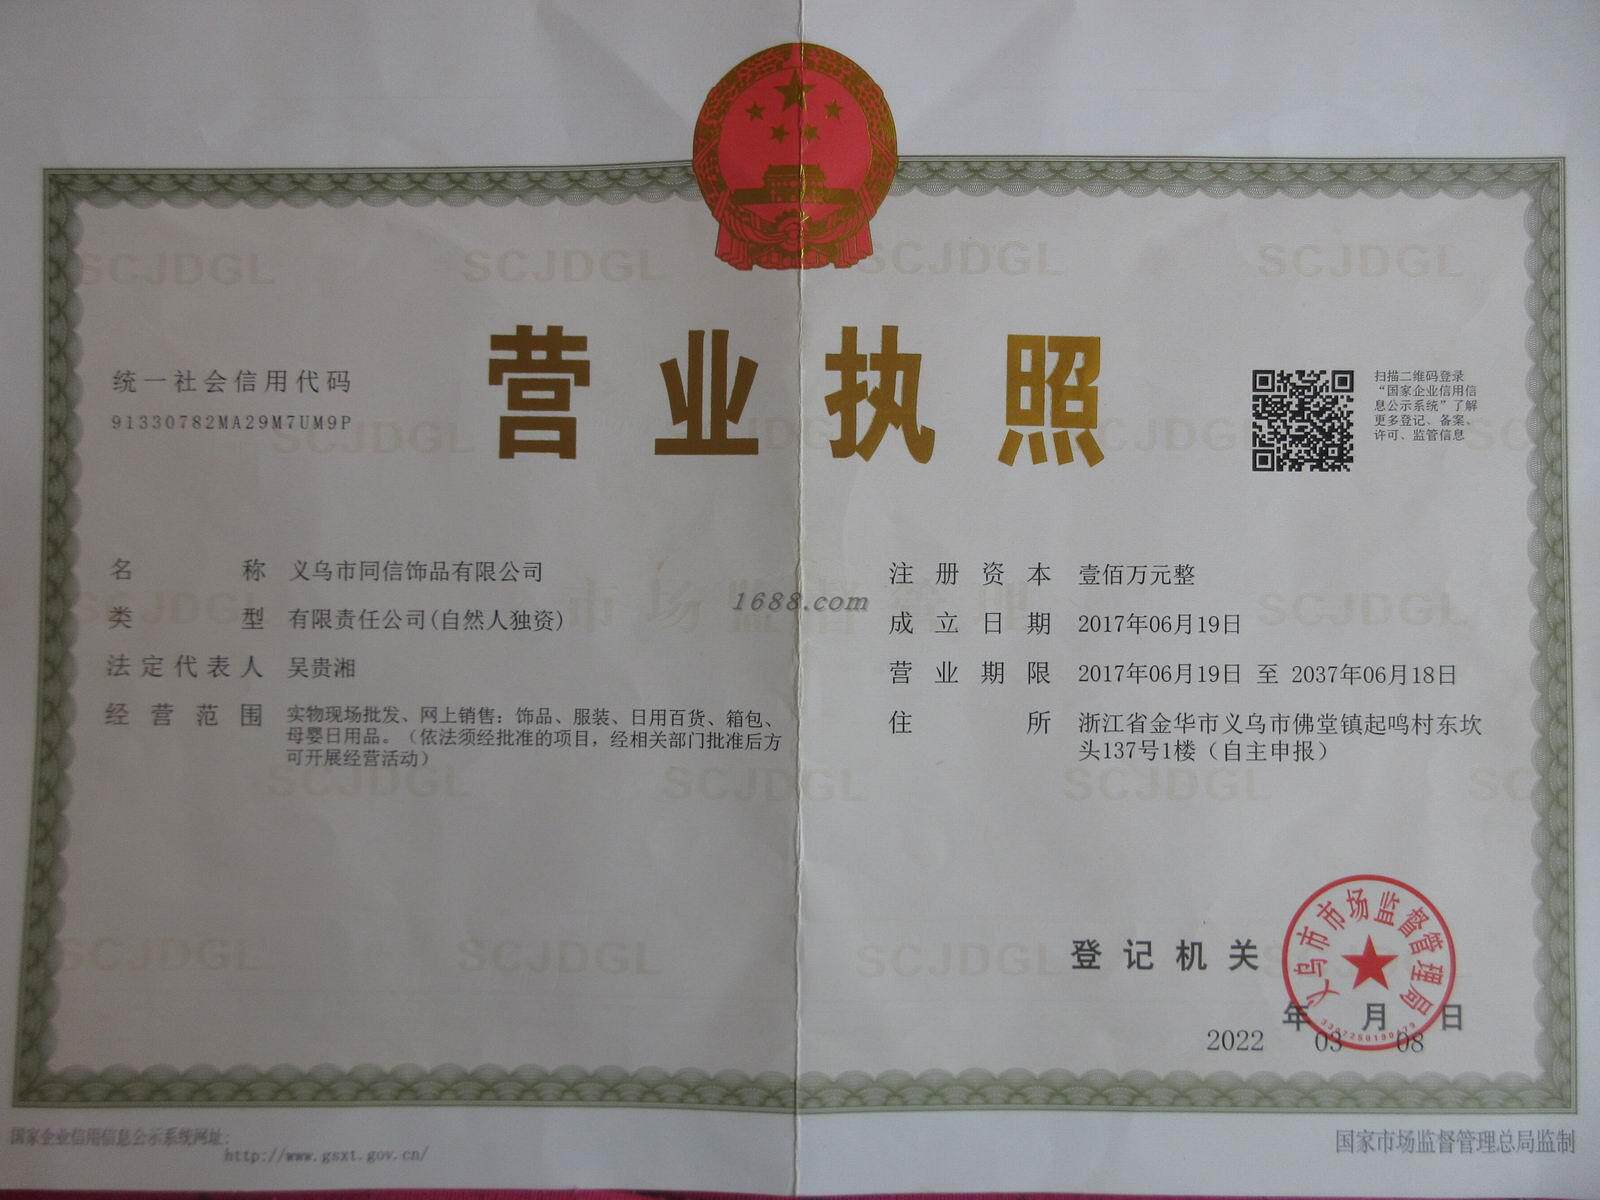 营业执照
统一社会信用代码
91330782MA29M7UM9P
扫描二维码登录
“国家企业信用信
息公示系统”了解
更多登记、备案、
许可、监管信息
名称 义乌市同信饰品有限公司
类型 有限责任公司(自然人独资)
法定代表人 吴贵湘
经营范围 实物现场批发、网上销售：饰品、服装、日用百货、箱包、
母婴日用品。（依法须经批准的项目，经相关部门批准后方
可开展经营活动）
注册资本 壹佰万元整
成立日期 2017年06月19日
营业期限 2017年06月19日 至 2037年06月18日
住所 浙江省金华市义乌市佛堂镇起鸣村东坎
头137号1楼（自主申报）
1688.com
登记机关
义乌市市场监督管理局
年 月 日
2022 03 08
国家企业信用信息公示系统网址：
http://www.gsxt.gov.cn/
国家市场监督管理总局监制
SCJDGL
SCJDGL
SCJDGL
SCJDGL